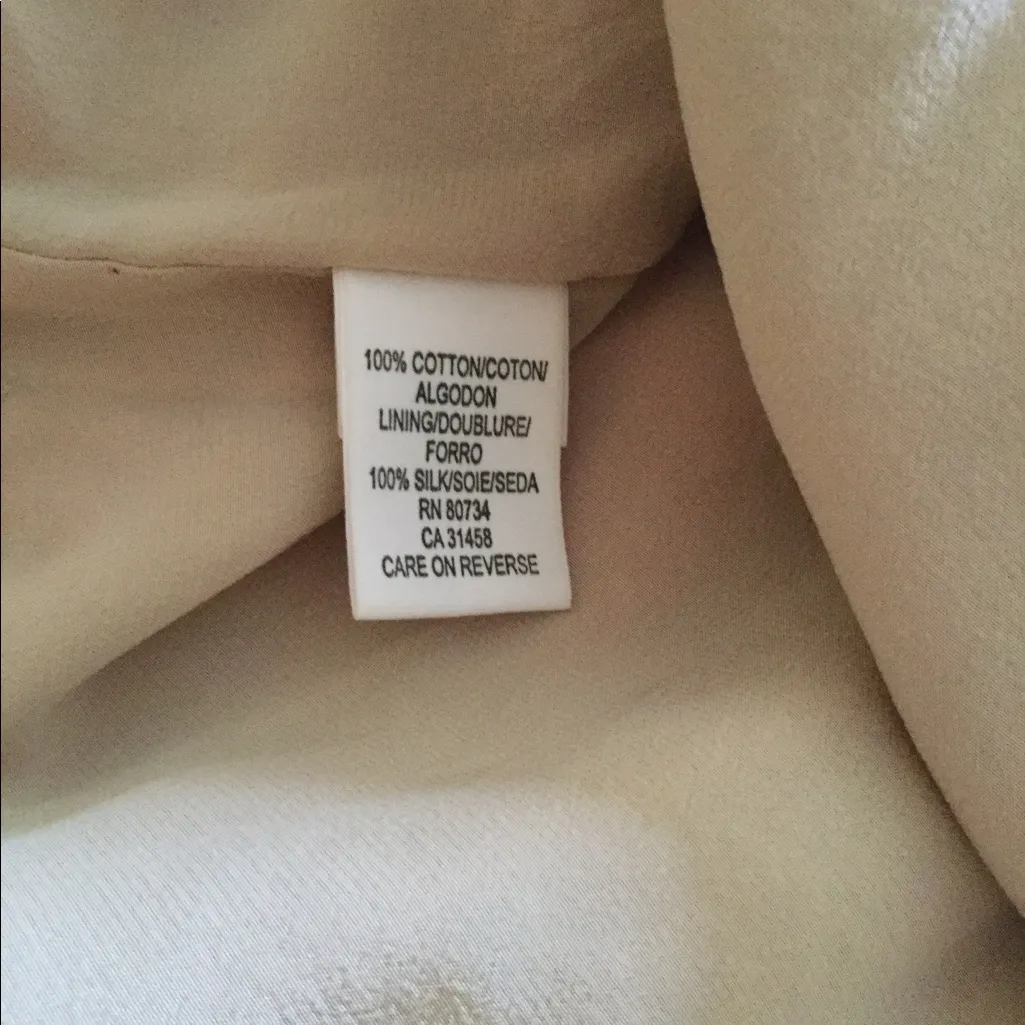 100% COTTON/COTON/
ALGODON
LINING/DOUBLURE/
FORRO
100% SILK/SOIE/SEDA
RN 80734
CA 31458
CARE ON REVERSE